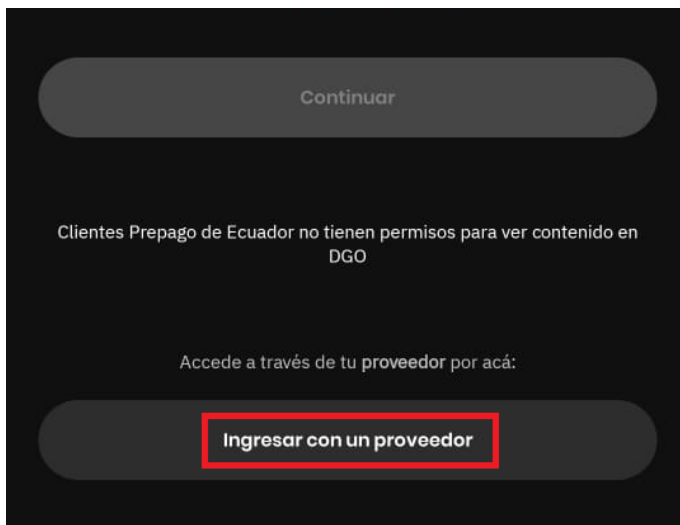 Continuar
Clientes Prepago de Ecuador no tienen permisos para ver contenido en
DGO
Accede a través de tu proveedor por acá:
Ingresar con un proveedor